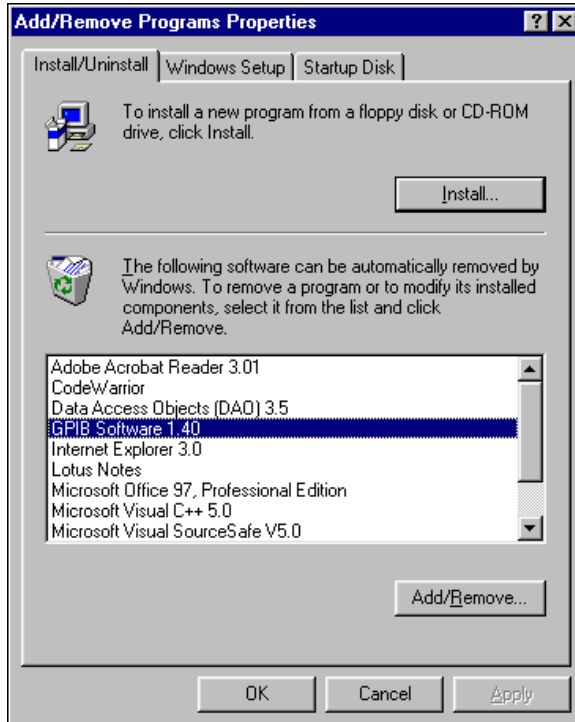 Add/Remove Programs Properties
Install/Uninstall
Windows Setup
Startup Disk
To install a new program from a floppy disk or CD-ROM
drive, click Install.
Install...
The following software can be automatically removed by
Windows. To remove a program or to modify its installed
components, select it from the list and click
Add/Remove.
Adobe Acrobat Reader 3.01
CodeWarrior
Data Access Objects (DAO) 3.5
GPIB Software 1.40
Internet Explorer 3.0
Lotus Notes
Microsoft Office 97, Professional Edition
Microsoft Visual C++ 5.0
Microsoft Visual SourceSafe V5.0
Add/Remove...
OK
Cancel
Apply